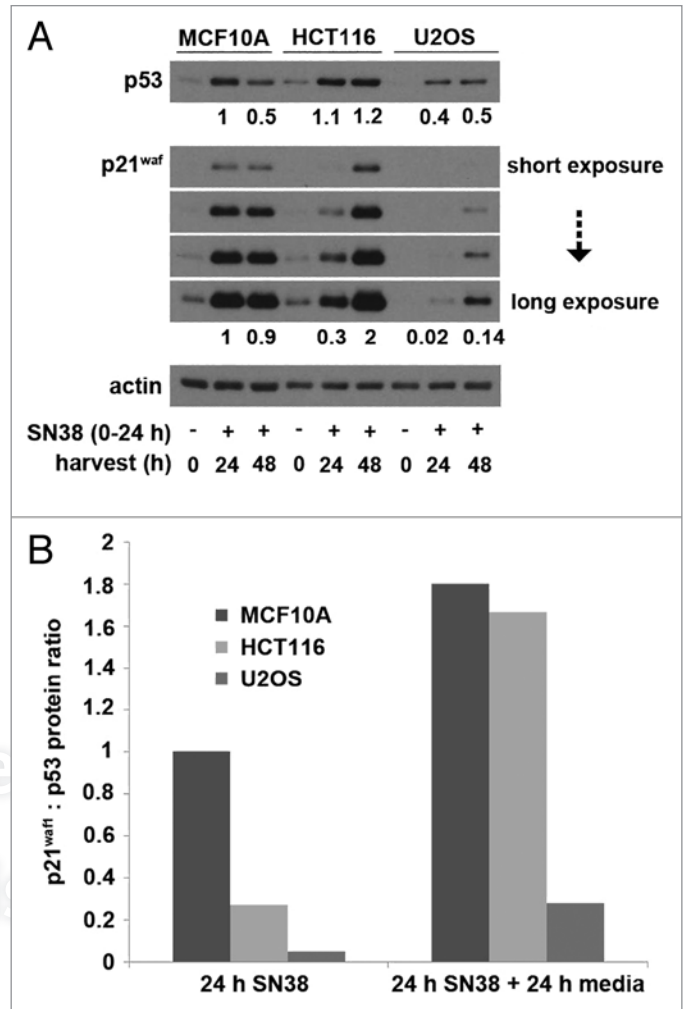 A
MCF10A HCT116 U2OS
p53
1 0.5 1.1 1.2 0.4 0.5
p21waf short exposure
long exposure
1 0.9 0.3 2 0.02 0.14
actin
SN38 (0-24 h) - + + - + + - + +
harvest (h) 0 24 48 0 24 48 0 24 48
B
p21waf1 : p53 protein ratio
2
1.8
1.6
1.4
1.2
1
0.8
0.6
0.4
0.2
0
MCF10A
HCT116
U2OS
24 h SN38 24 h SN38 + 24 h media